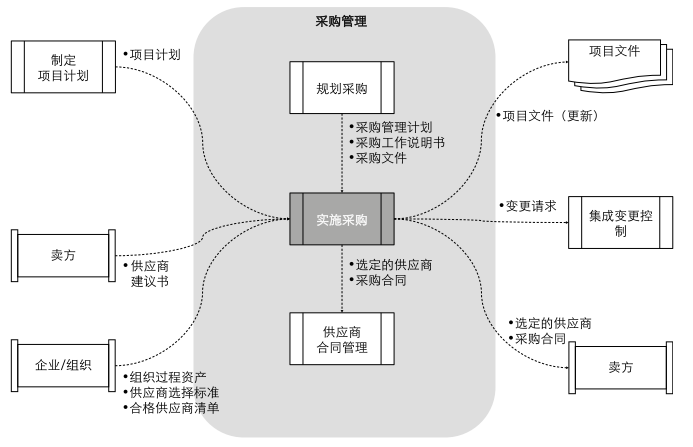 采购管理
制定
项目计划
•项目计划
规划采购
•采购管理计划
•采购工作说明书
•采购文件
项目文件
•项目文件（更新）
卖方
•供应商
建议书
实施采购
•变更请求
集成变更控
制
•选定的供应商
•采购合同
企业/组织
•组织过程资产
•供应商选择标准
•合格供应商清单
供应商
合同管理
•选定的供应商
•采购合同
卖方